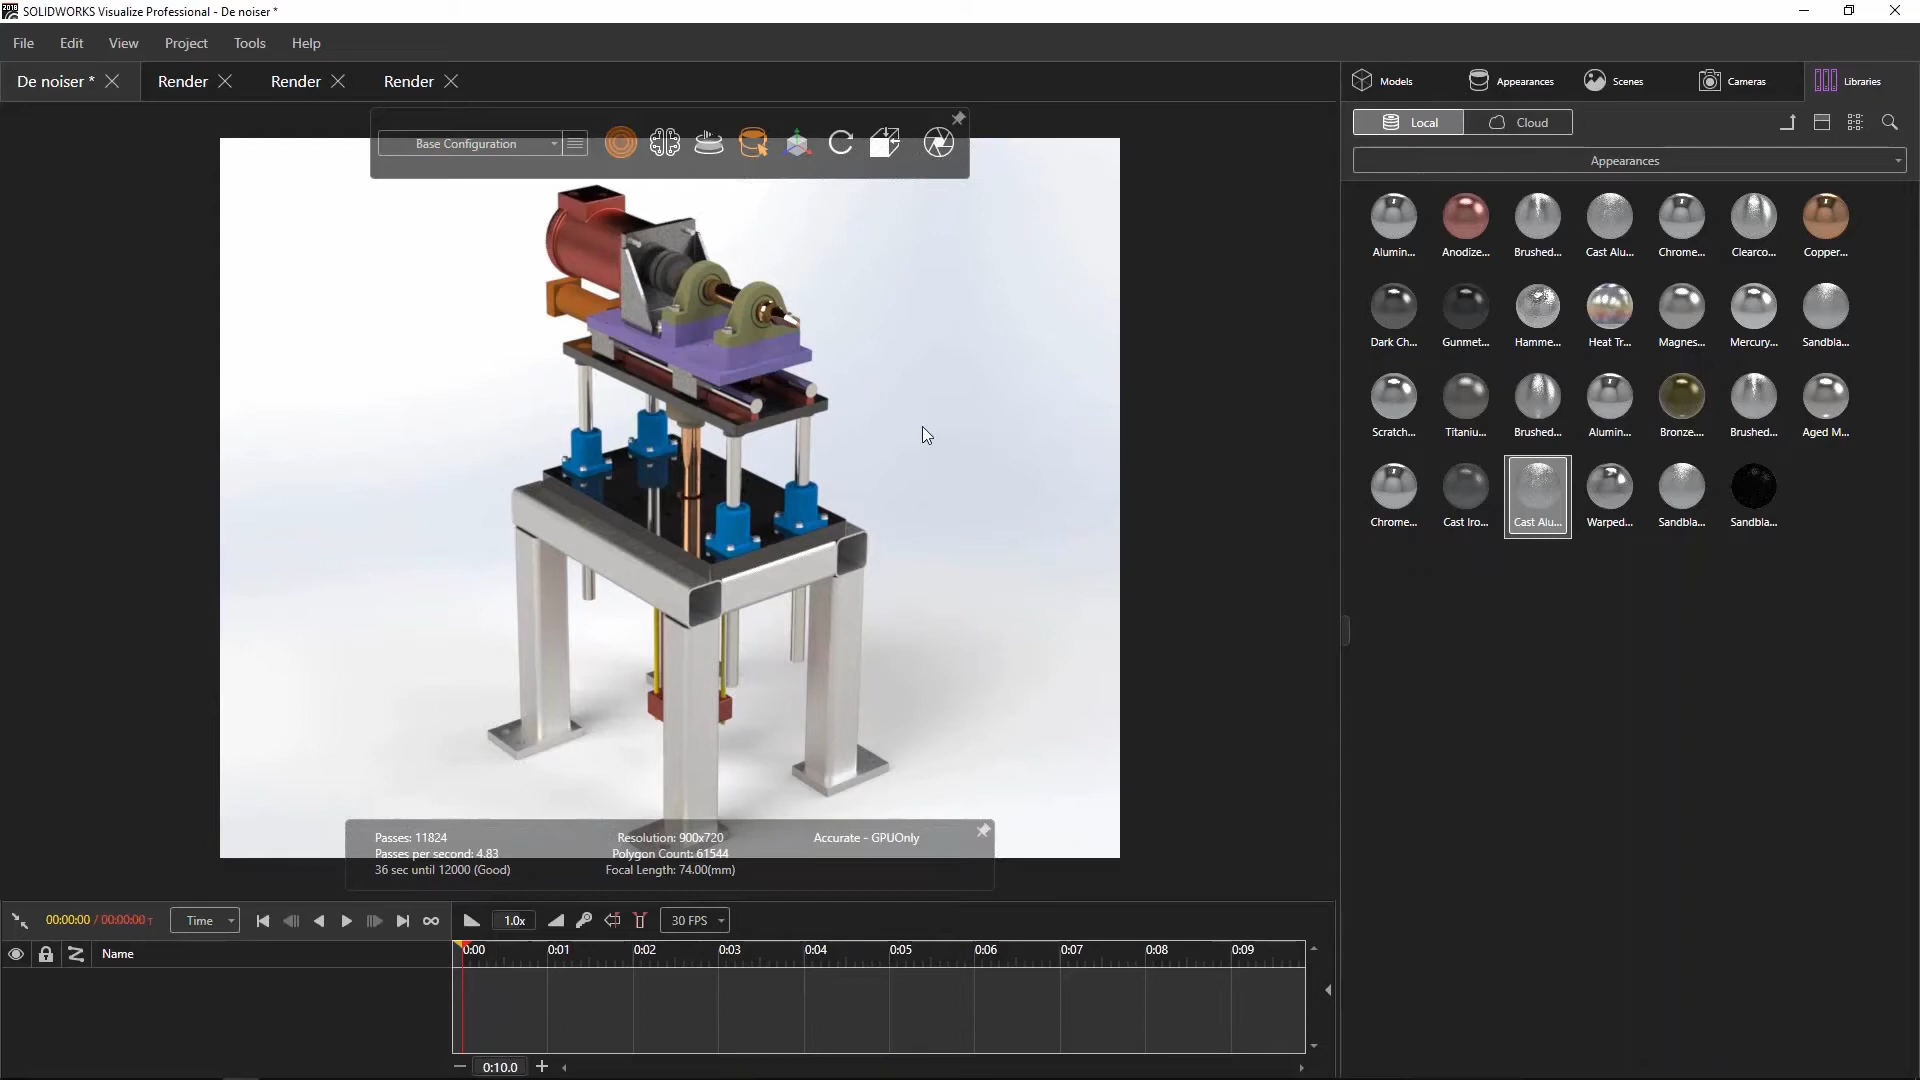 2018
SOLIDWORKS Visualize Professional - De noiser *
File Edit View Project Tools Help
De noiser * Render Render Render
Models Appearances Scenes Cameras Libraries
Base Configuration
Local Cloud
Appearances
Alumin... Anodize... Brushed... Cast Alu... Chrome... Clearco... Copper...
Dark Ch... Gunmet... Hamme... Heat Tr... Magnes... Mercury... Sandbla...
Scratch... Titaniu... Brushed... Alumin... Bronze.... Brushed... Aged M...
Chrome... Cast Iro... Cast Alu... Warped... Sandbla... Sandbla...
Passes: 11824 Resolution: 900x720 Accurate - GPUOnly
Passes per second: 4.83 Polygon Count: 61544
36 sec until 12000 (Good) Focal Length: 74.00(mm)
00:00:00 / 00:00:00 T Time 1.0x 30 FPS
Name 0:00 0:01 0:02 0:03 0:04 0:05 0:06 0:07 0:08 0:09
0:10.0